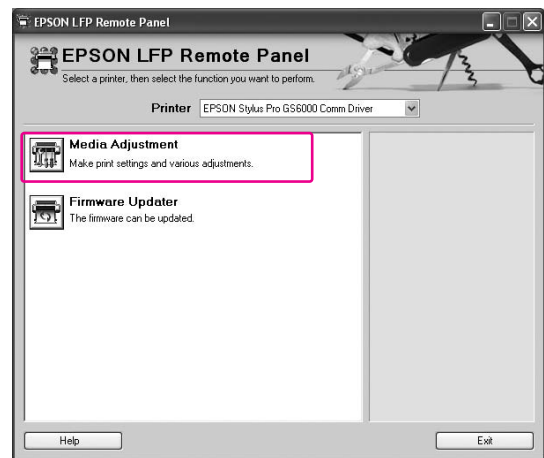 EPSON LFP Remote Panel
EPSON LFP Remote Panel
Select a printer, then select the function you want to perform.
Printer EPSON Stylus Pro GS6000 Comm Driver
Media Adjustment
Make print settings and various adjustments.
Firmware Updater
The firmware can be updated.
Help Exit